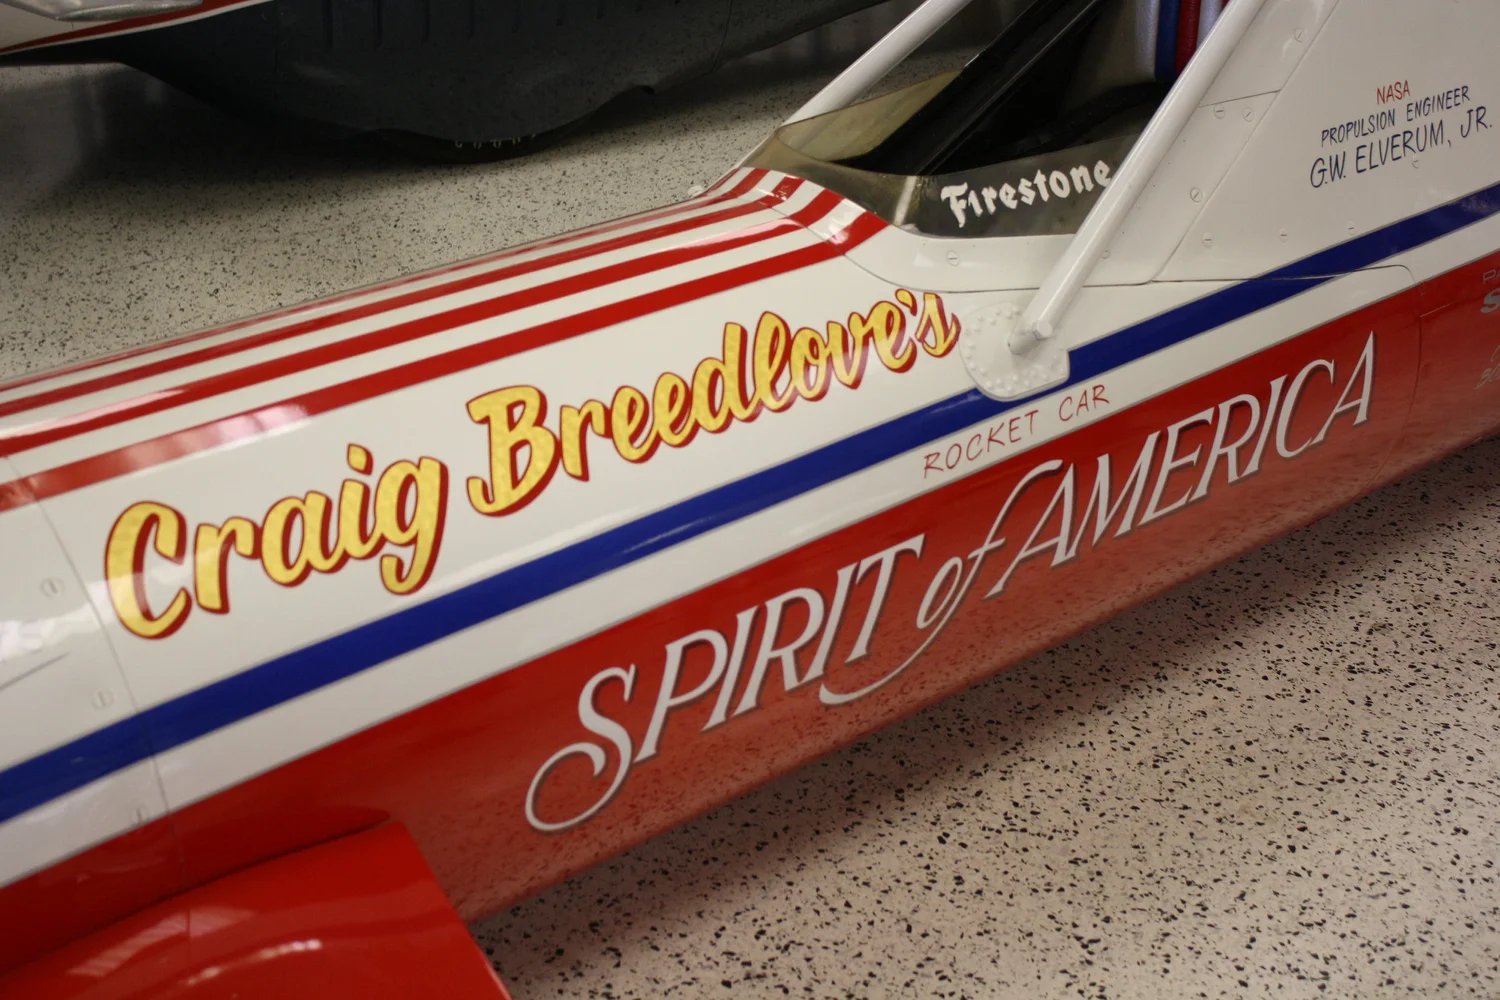 NASA
PROPULSION ENGINEER
G.W. ELVERUM, JR.
Firestone
Craig Breedlove's
ROCKET CAR
SPIRIT of AMERICA